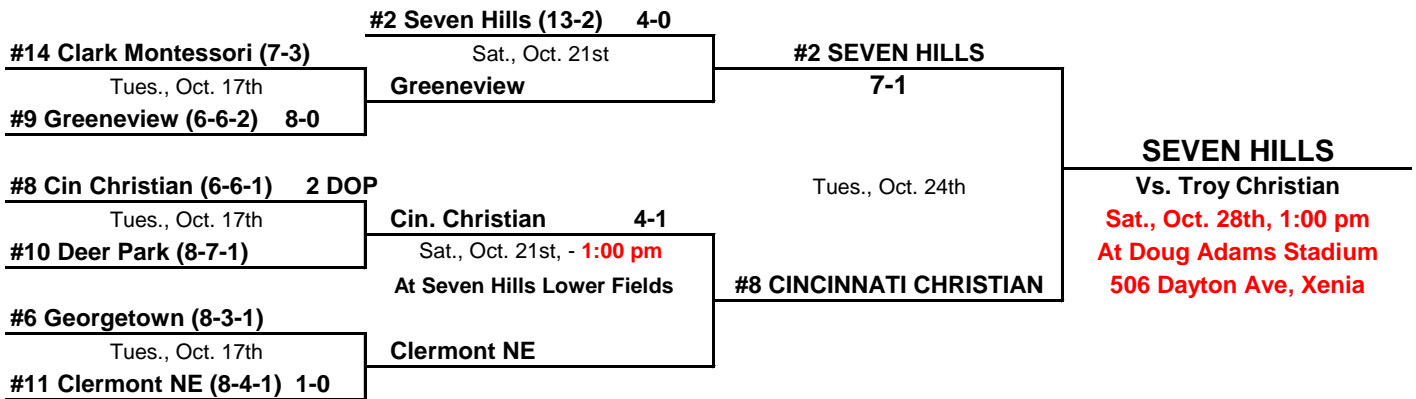 #2 Seven Hills (13-2) 4-0
#14 Clark Montessori (7-3)
Sat., Oct. 21st
#2 SEVEN HILLS
Tues., Oct. 17th
Greeneview
7-1
#9 Greeneview (6-6-2) 8-0
SEVEN HILLS
#8 Cin Christian (6-6-1) 2 DOP
Tues., Oct. 24th
Vs. Troy Christian
Tues., Oct. 17th
Cin. Christian 4-1
Sat., Oct. 28th, 1:00 pm
#10 Deer Park (8-7-1)
Sat., Oct. 21st, - 1:00 pm
At Doug Adams Stadium
At Seven Hills Lower Fields
#8 CINCINNATI CHRISTIAN
506 Dayton Ave, Xenia
#6 Georgetown (8-3-1)
Tues., Oct. 17th
Clermont NE
#11 Clermont NE (8-4-1) 1-0